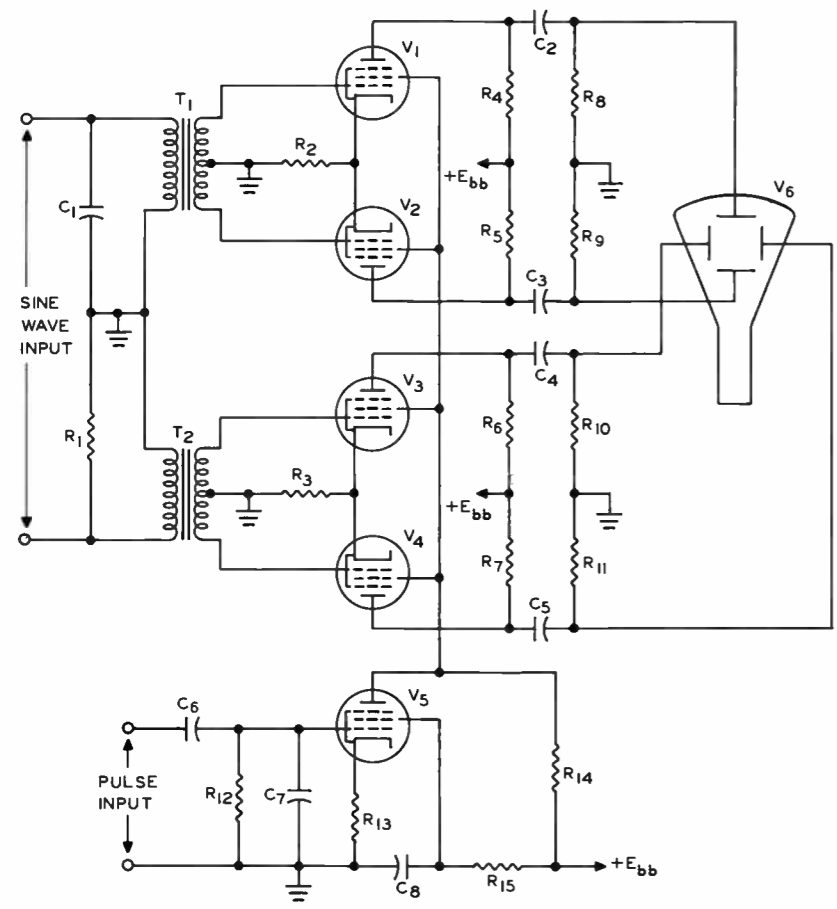 V1
C2
T1
R4
R8
R2
+Ebb
V6
C1
V2
R5
R9
C3
SINE
WAVE
INPUT
V3
C4
R1
T2
R6
R10
R3
+Ebb
V4
R7
R11
C5
C6
V5
PULSE
INPUT
R12
C7
R13
R14
C8
R15
+Ebb